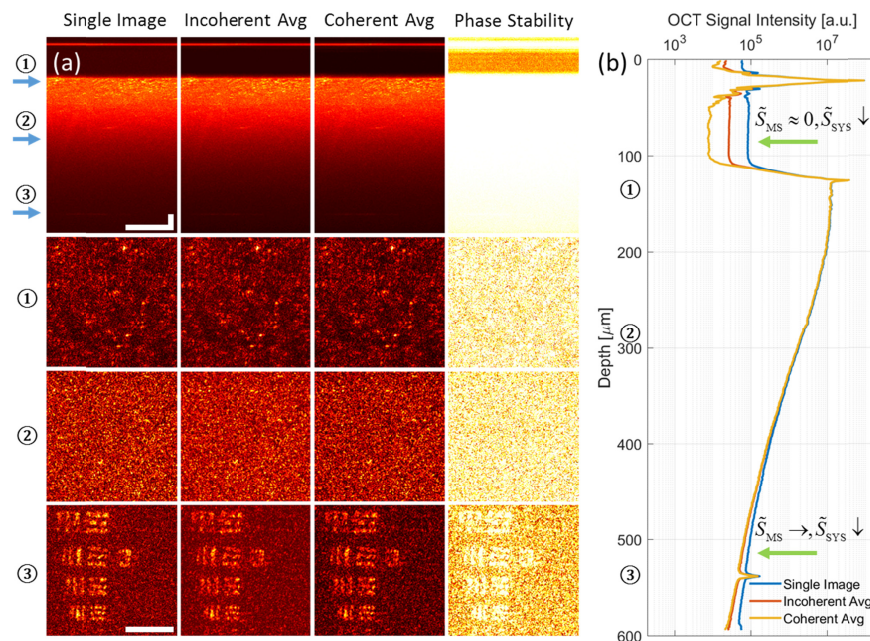 Single Image Incoherent Avg Coherent Avg Phase Stability
(a)
①
②
③
①
②
③
(b)
OCT Signal Intensity [a.u.]
10³ 10⁵ 10⁷
0
100
200
300
400
500
600
Depth [μm]
①
②
③
S̃MS ≈ 0, S̃SYS ↓
S̃MS →, S̃SYS ↓
Single Image
Incoherent Avg
Coherent Avg